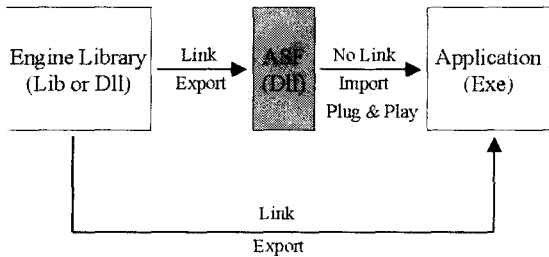 Engine Library
(Lib or Dll)
Link
Export
ASF
(Dll)
No Link
Import
Plug & Play
Application
(Exe)
Link
Export